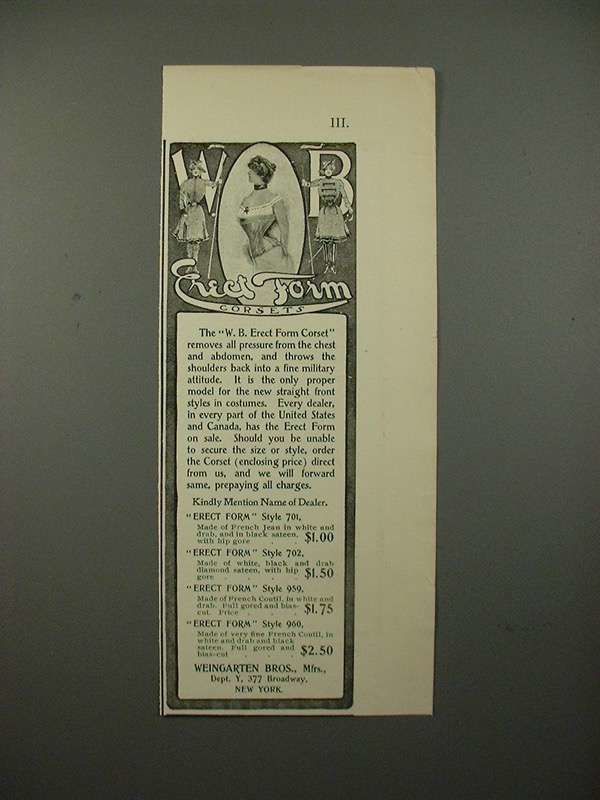 III.
W B
Erect Form
CORSETS
The "W. B. Erect Form Corset"
removes all pressure from the chest
and abdomen, and throws the
shoulders back into a fine military
attitude. It is the only proper
model for the new straight front
styles in costumes. Every dealer,
in every part of the United States
and Canada, has the Erect Form
on sale. Should you be unable
to secure the size or style, order
the Corset (enclosing price) direct
from us, and we will forward
same, prepaying all charges.
Kindly Mention Name of Dealer.
"ERECT FORM" Style 701,
Made of French Jean in white and
drab, and in black sateen,
with hip gore . . $1.00
"ERECT FORM" Style 702,
Made of white, black and drab
diamond sateen, with hip
gore . . . . . $1.50
"ERECT FORM" Style 959,
Made of French Coutil, in white and
drab. Full gored and bias-
cut. Price . . . $1.75
"ERECT FORM" Style 960,
Made of very fine French Coutil, in
white and drab and black
sateen. Full gored and
bias-cut . . . $2.50
WEINGARTEN BROS., Mfrs.,
Dept. Y, 377 Broadway,
NEW YORK.